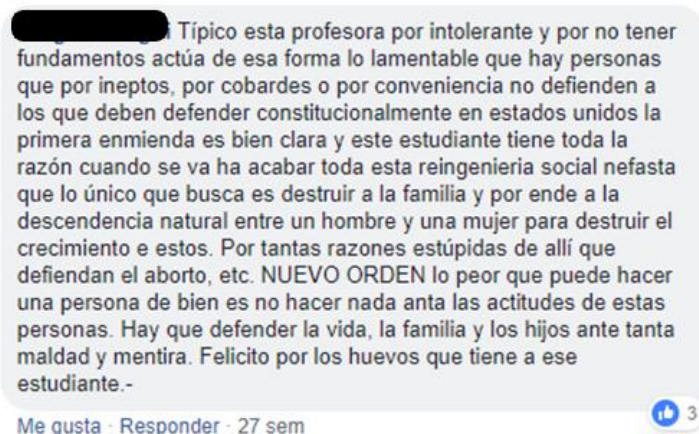 Típico esta profesora por intolerante y por no tener
fundamentos actúa de esa forma lo lamentable que hay personas
que por ineptos, por cobardes o por conveniencia no defienden a
los que deben defender constitucionalmente en estados unidos la
primera enmienda es bien clara y este estudiante tiene toda la
razón cuando se va ha acabar toda esta reingenieria social nefasta
que lo único que busca es destruir a la familia y por ende a la
descendencia natural entre un hombre y una mujer para destruir el
crecimiento e estos. Por tantas razones estúpidas de allí que
defiendan el aborto, etc. NUEVO ORDEN lo peor que puede hacer
una persona de bien es no hacer nada anta las actitudes de estas
personas. Hay que defender la vida, la familia y los hijos ante tanta
maldad y mentira. Felicito por los huevos que tiene a ese
estudiante.-
Me gusta · Responder · 27 sem
3